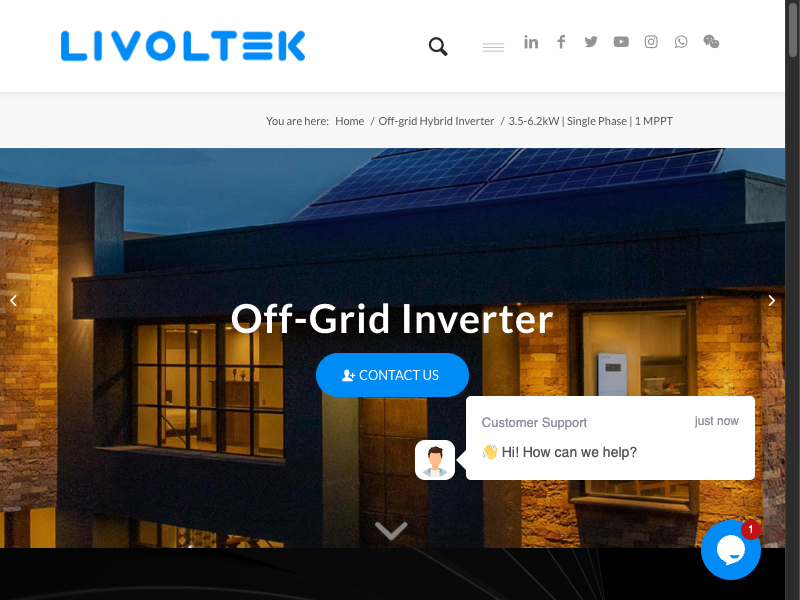 LIVOLTEK
You are here: Home / Off-grid Hybrid Inverter / 3.5-6.2kW | Single Phase | 1 MPPT
Off-Grid Inverter
CONTACT US
Customer Support just now
👋 Hi! How can we help?
1